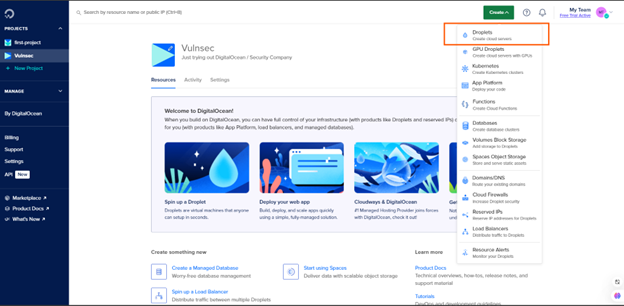 PROJECTS
first-project
Vulnsec
+ New Project
MANAGE
By DigitalOcean
Billing
Support
Settings
API New
Marketplace ↗
Product Docs ↗
What's New ↗
Search by resource name or public IP (Ctrl+B)
Create
My Team
Free Trial Active
Vulnsec
Just trying out DigitalOcean / Security Company
Resources Activity Settings
Welcome to DigitalOcean!
When you build on DigitalOcean, you can have full control of your infrastructure (with products like Droplets and reserved IPs)
for you (with products like App Platform, load balancers, and managed databases).
Spin up a Droplet
Droplets are virtual machines that anyone
can setup in seconds.
Deploy your web app
Build, deploy, and scale apps quickly
using a simple, fully-managed solution.
Cloudways & DigitalOcean
#1 Managed Hosting Provider joins forces
with DigitalOcean, check it out!
Create something new
Create a Managed Database
Worry-free database management
Start using Spaces
Deliver data with scalable object storage
Spin up a Load Balancer
Distribute traffic between multiple Droplets
Learn more
Product Docs
Technical overviews, how-tos, release notes, and
support material
Tutorials
DevOps and development guidelines
Droplets
Create cloud servers
GPU Droplets
Create cloud servers with GPUs
Kubernetes
Create Kubernetes clusters
App Platform
Deploy your code
Functions
Create Cloud Functions
Databases
Create database clusters
Volumes Block Storage
Add storage to Droplets
Spaces Object Storage
Store and serve static assets
Domains/DNS
Route your existing domains
Cloud Firewalls
Increase Droplet security
Reserved IPs
Reserve IP addresses for Droplets
Load Balancers
Distribute traffic to Droplets
Resource Alerts
Monitor your Droplets